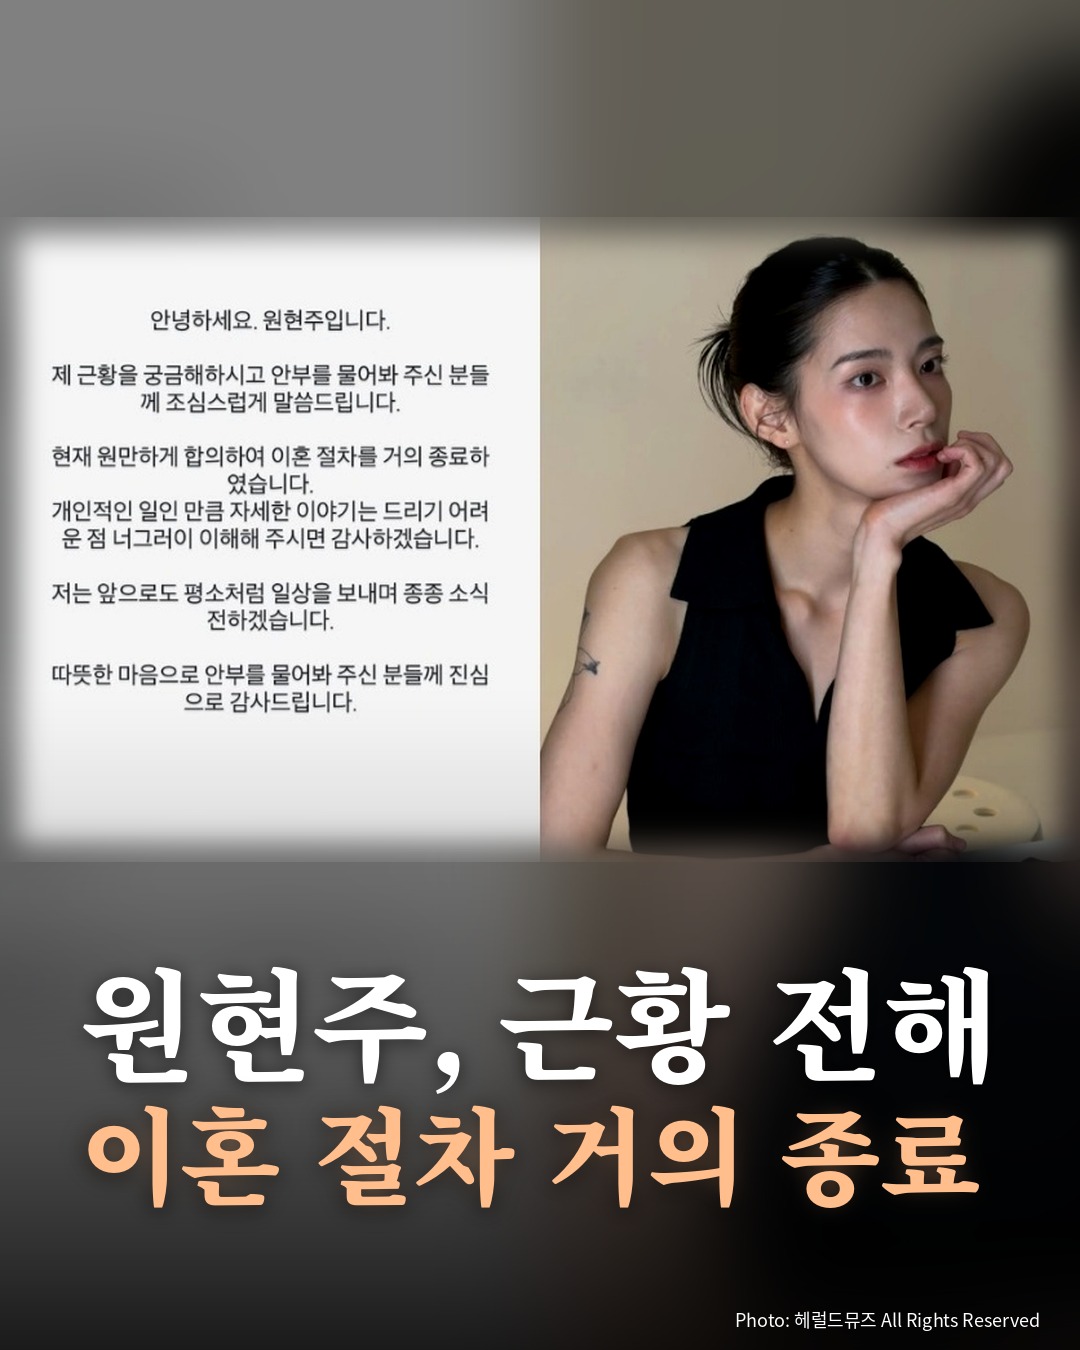 안녕하세요. 원현주입니다.
제 근황을 궁금해하시고 안부를 물어봐 주신 분들
께 조심스럽게 말씀드립니다.
현재 원만하게 합의하여 이혼 절차를 거의 종료하
였습니다.
개인적인 일인 만큼 자세한 이야기는 드리기 어려
운 점 너그러이 이해해 주시면 감사하겠습니다.
저는 앞으로도 평소처럼 일상을 보내며 종종 소식
전하겠습니다.
따뜻한 마음으로 안부를 물어봐 주신 분들께 진심
으로 감사드립니다.
원현주, 근황 전해
이혼 절차 거의 종료
Photo: 헤럴드뮤즈 All Rights Reserved